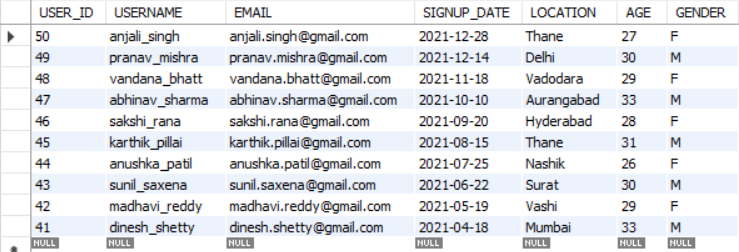 USER_ID USERNAME EMAIL SIGNUP_DATE LOCATION AGE GENDER
50 anjali_singh anjali.singh@gmail.com 2021-12-28 Thane 27 F
49 pranav_mishra pranav.mishra@gmail.com 2021-12-14 Delhi 30 M
48 vandana_bhatt vandana.bhatt@gmail.com 2021-11-18 Vadodara 29 F
47 abhinav_sharma abhinav.sharma@gmail.com 2021-10-10 Aurangabad 33 M
46 sakshi_rana sakshi.rana@gmail.com 2021-09-20 Hyderabad 28 F
45 karthik_pillai karthik.pillai@gmail.com 2021-08-15 Thane 31 M
44 anushka_patil anushka.patil@gmail.com 2021-07-25 Nashik 26 F
43 sunil_saxena sunil.saxena@gmail.com 2021-06-22 Surat 30 M
42 madhavi_reddy madhavi.reddy@gmail.com 2021-05-19 Vashi 29 F
41 dinesh_shetty dinesh.shetty@gmail.com 2021-04-18 Mumbai 33 M
NULL NULL NULL NULL NULL NULL NULL